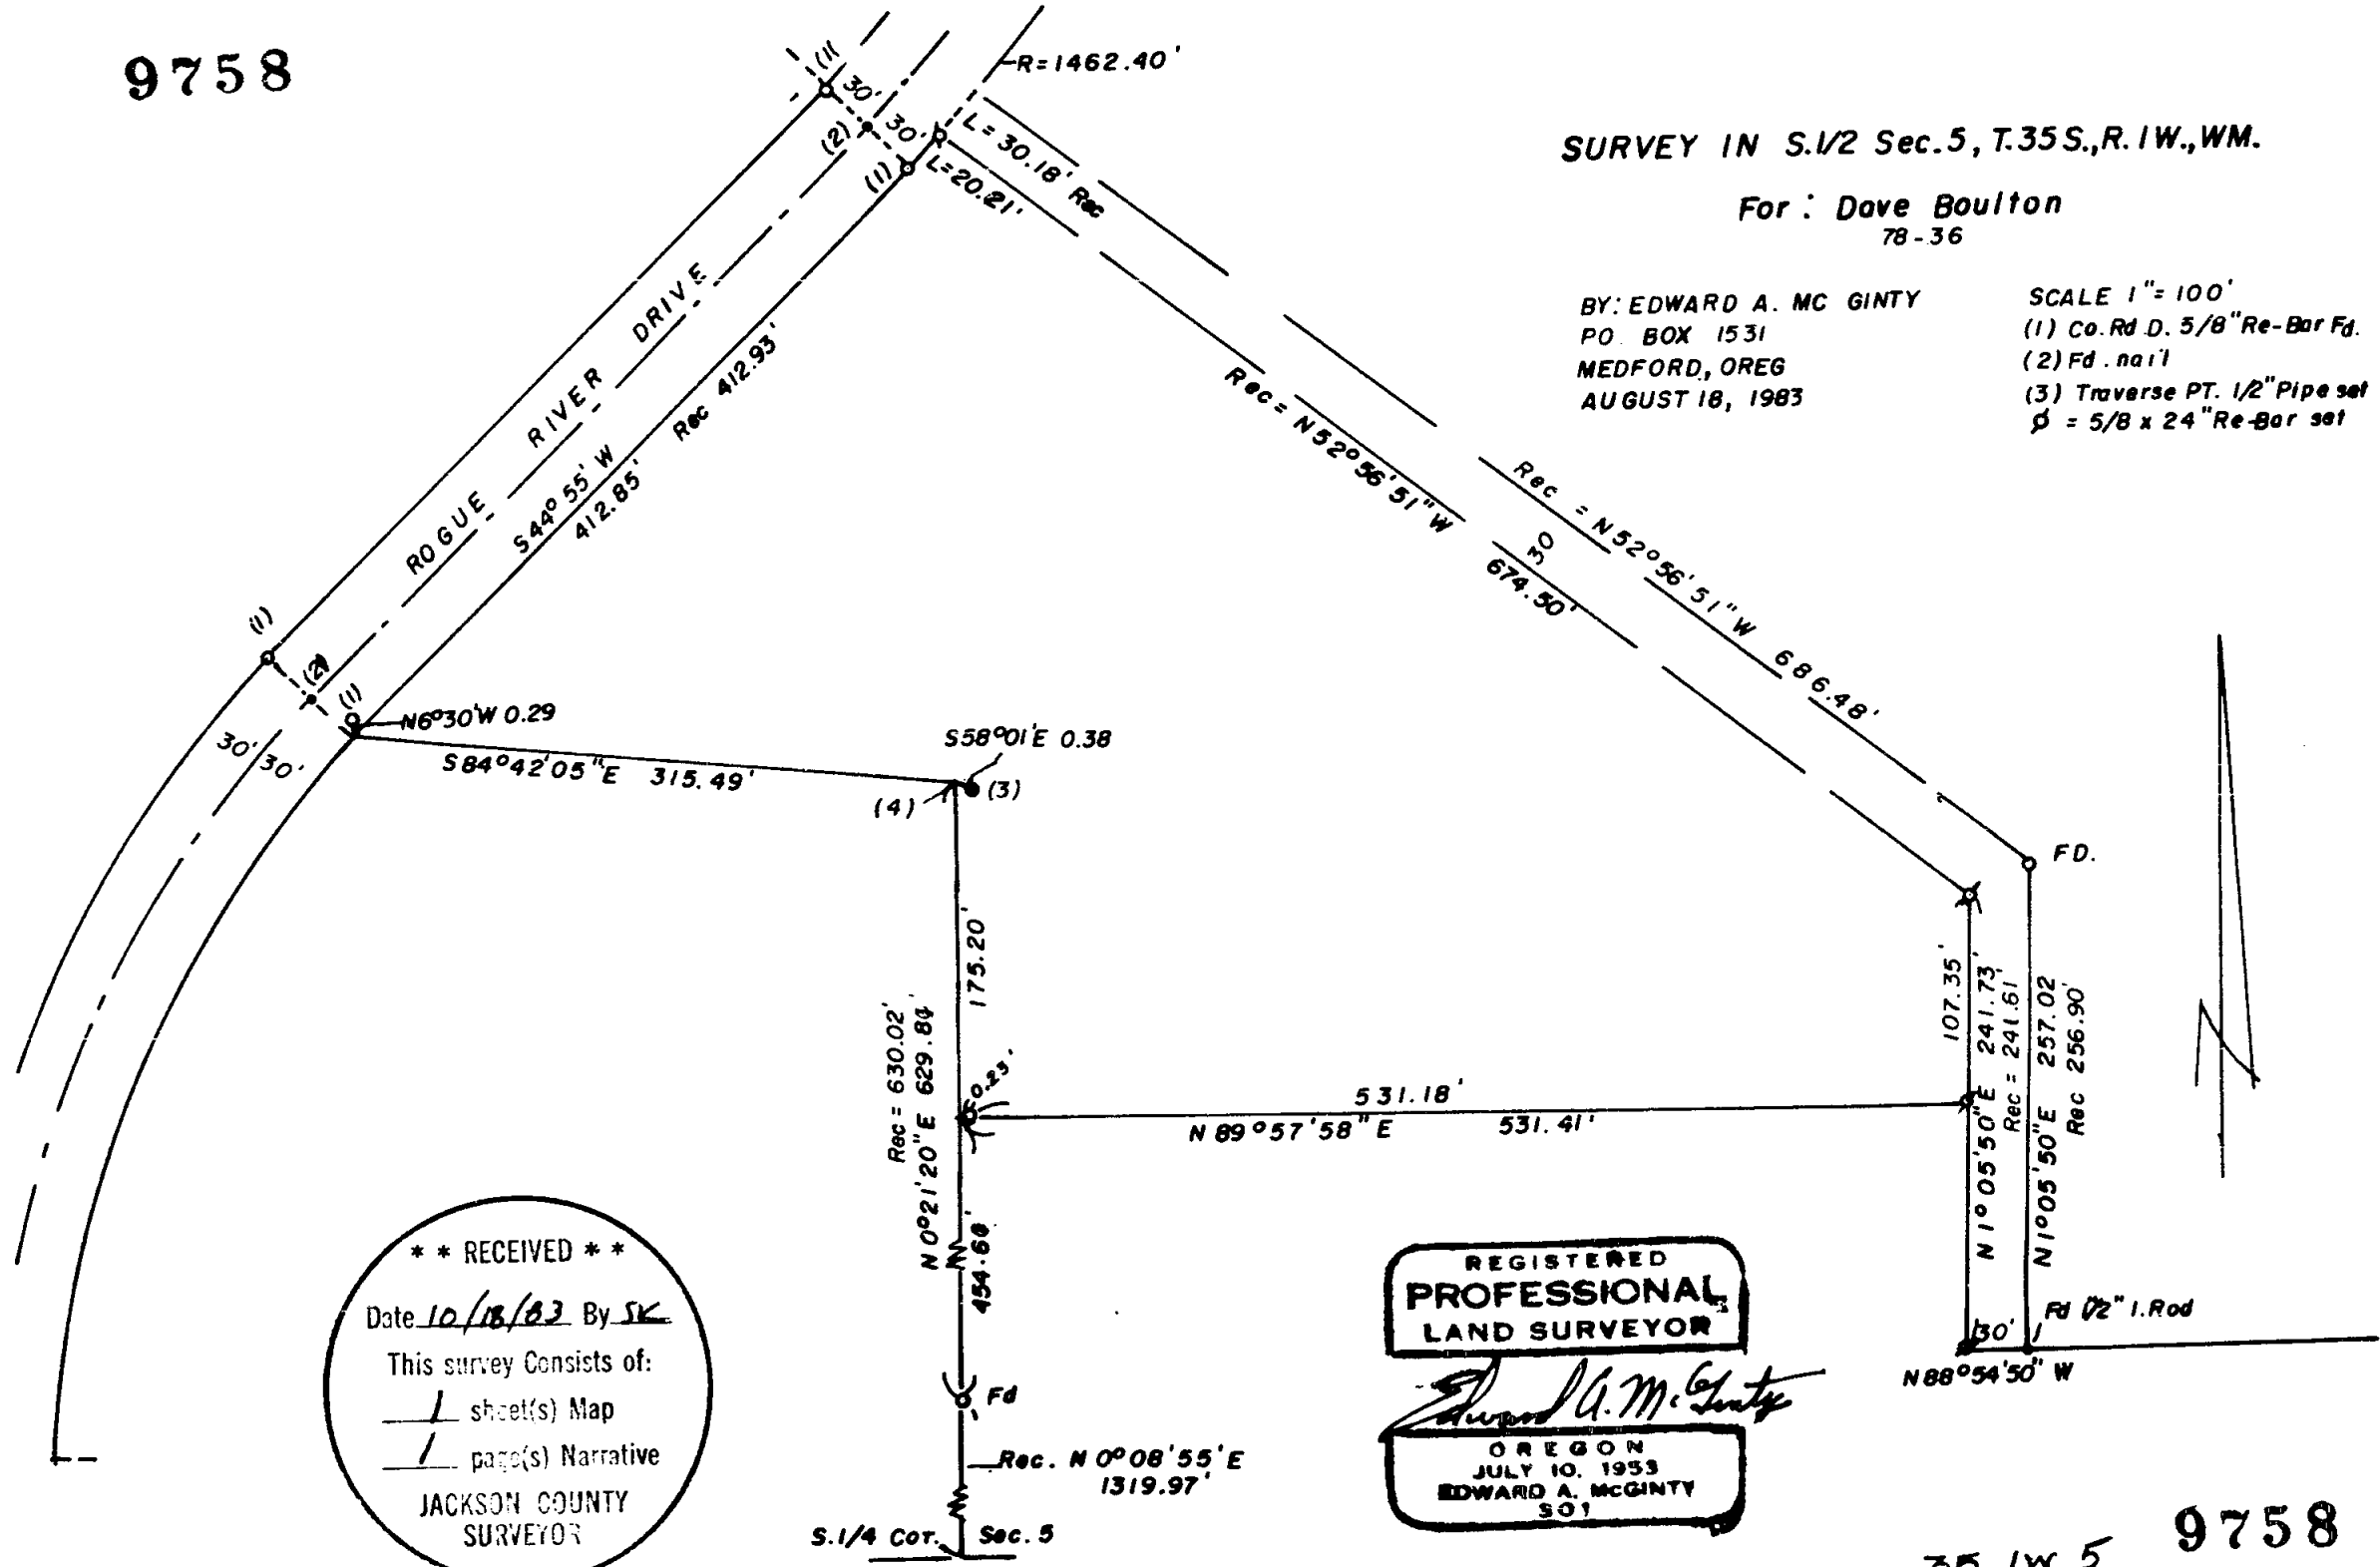 9758
SURVEY IN S.1/2 Sec.5, T.35S.,R.1W.,WM.
For : Dave Boulton
78-36
BY: EDWARD A. MC GINTY
P.O. BOX 1531
MEDFORD, OREG
AUGUST 18, 1983
SCALE 1"= 100'
(1) Co.Rd.D. 5/8"Re-Bar Fd.
(2) Fd. nail
(3) Traverse PT. 1/2"Pipe set
ϕ = 5/8 x 24"Re-Bar set
R=1462.40'
(1)
30'
(2)
30'
(1)
L=30.18' Rec
L=20.21'
ROGUE RIVER DRIVE
S44°55'W Rec 412.93'
412.85'
Rec = N52°56'51"W
674.50'
30
Rec = N52°56'51"W 686.48'
(1)
(2)
(1)
N6°30'W 0.29
30' 30'
S84°42'05"E 315.49'
S58°01'E 0.38
(4)
(3)
FD.
175.20'
Rec = 630.02'
N0°21'20"E 629.84'
0.23'
531.18'
N89°57'58"E 531.41'
107.35'
N1°05'50"E 241.73'
Rec = 241.61'
N1°05'50"E 257.02
Rec 256.90'
454.60'
Fd
Rec. N0°08'55'E
1319.97'
S.1/4 Cor. Sec. 5
30'
Fd 1/2" I.Rod
N88°54'50" W
* * RECEIVED * *
Date 10/18/83 By SK
This survey Consists of:
1 sheet(s) Map
1 page(s) Narrative
JACKSON COUNTY
SURVEYOR
REGISTERED
PROFESSIONAL
LAND SURVEYOR
Edward A. McGinty
OREGON
JULY 10, 1953
EDWARD A. McGINTY
501
9758
35 1W 5